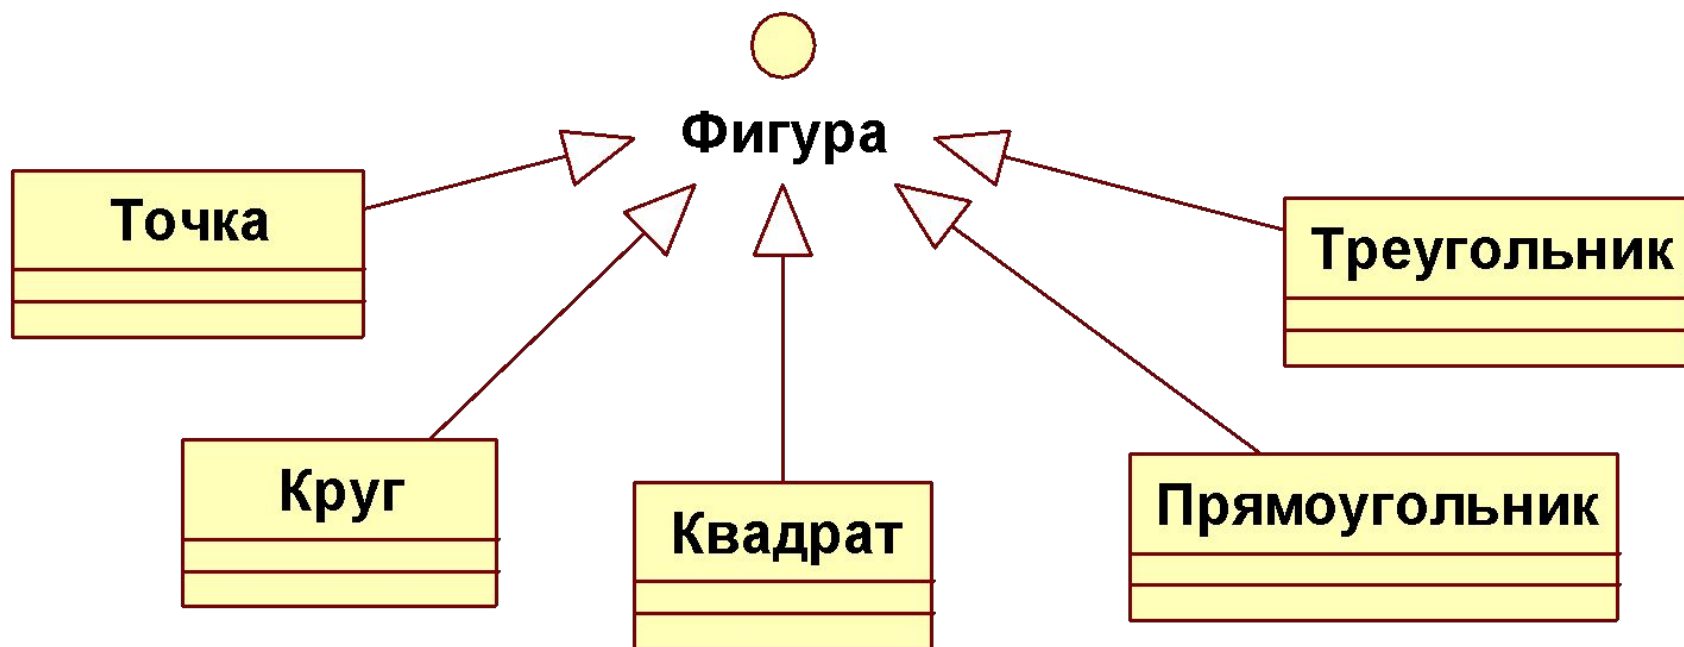 Фигура
Точка
Треугольник
Круг
Квадрат
Прямоугольник